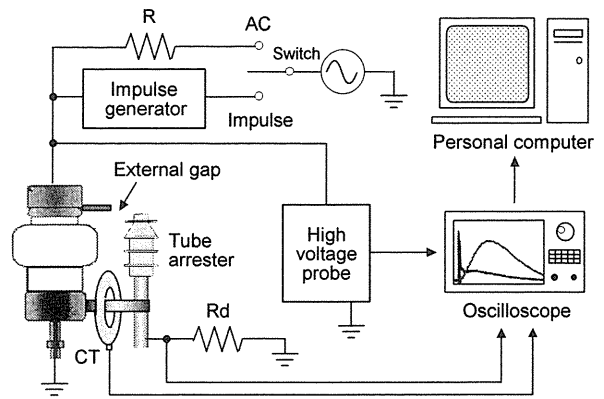 R
AC
Switch
Impulse
generator
Impulse
Personal computer
External gap
Tube
arrester
High
voltage
probe
Oscilloscope
Rd
CT